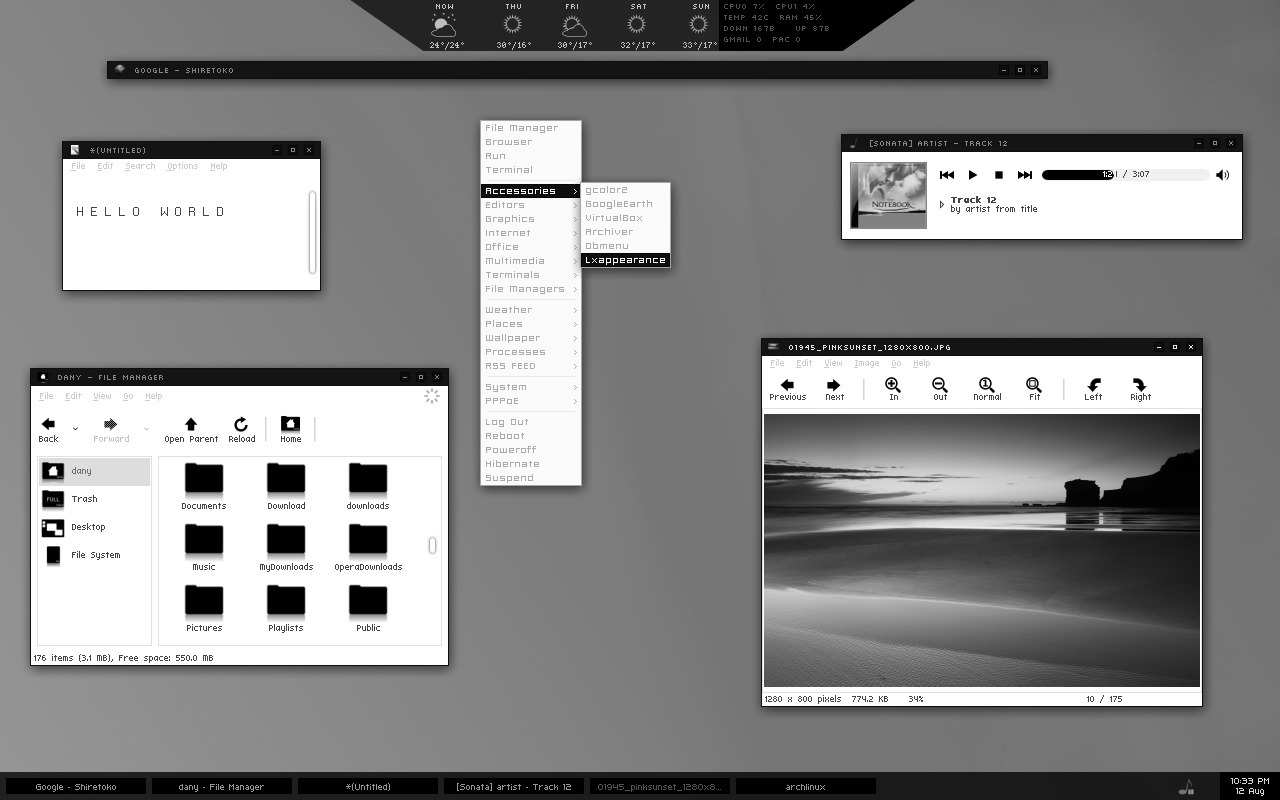 NOW THU FRI SAT SUN
24°/24° 30°/16° 30°/17° 32°/17° 33°/17°
CPU0 7% CPU1 4%
TEMP 42C RAM 45%
DOWN 167B UP 87B
GMAIL 0 PAC 0
GOOGLE - SHIRETOKO
*(UNTITLED)
File Edit Search Options Help
HELLO WORLD
File Manager
Browser
Run
Terminal
Accessories
Editors
Graphics
Internet
Office
Multimedia
Terminals
File Managers
Weather
Places
Wallpaper
Processes
RSS FEED
System
PPPoE
Log Out
Reboot
Poweroff
Hibernate
Suspend
gcolor2
GoogleEarth
VirtualBox
Archiver
Obmenu
Lxappearance
[SONATA] ARTIST - TRACK 12
/ 3:07
NOTEBOOK
Track 12
by artist from title
DANY - FILE MANAGER
File Edit View Go Help
Back Forward Open Parent Reload Home
dany
FULL Trash
Desktop
File System
Documents Download downloads
Music MyDownloads OperaDownloads
Pictures Playlists Public
176 items (3.1 MB), Free space: 550.0 MB
01945_PINKSUNSET_1280X800.JPG
File Edit View Image Go Help
Previous Next In Out Normal Fit Left Right
1280 x 800 pixels 774.2 KB 34% 10 / 175
Google - Shiretoko
dany - File Manager
*(Untitled)
[Sonata] artist - Track 12
01945_pinksunset_1280x8...
archlinux
10:33 PM
12 Aug